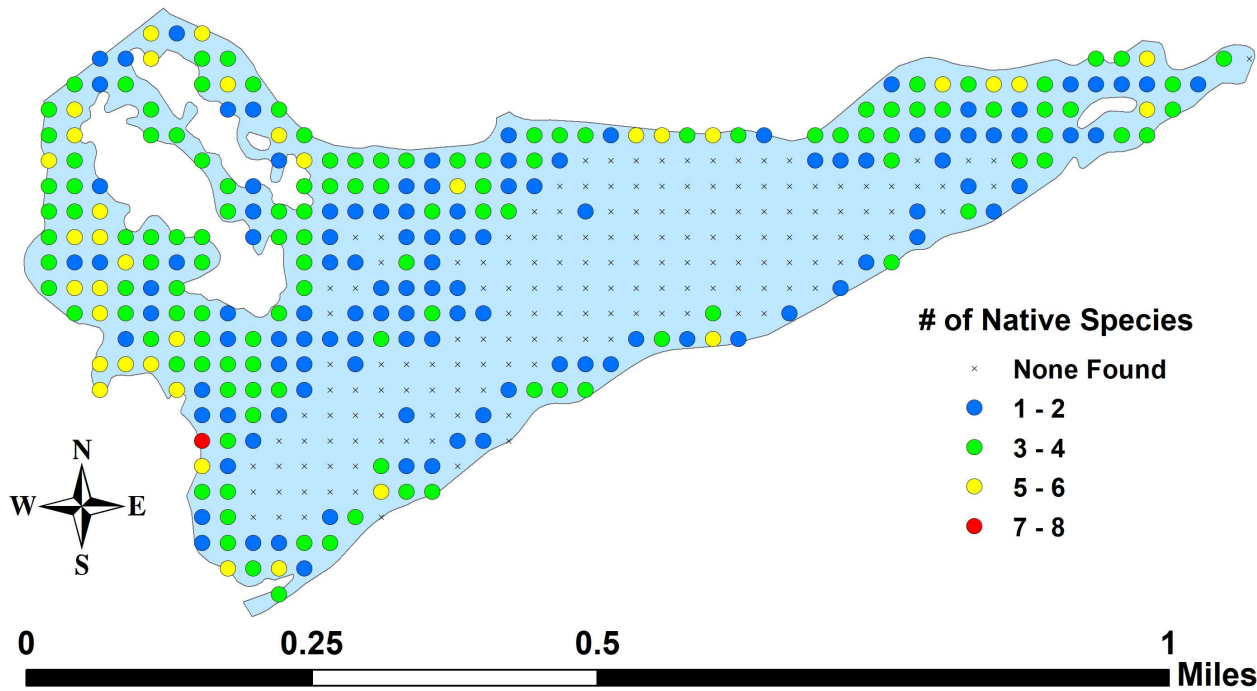 # of Native Species
None Found
1 - 2
3 - 4
5 - 6
7 - 8
N
W E
S
0 0.25 0.5 1
Miles